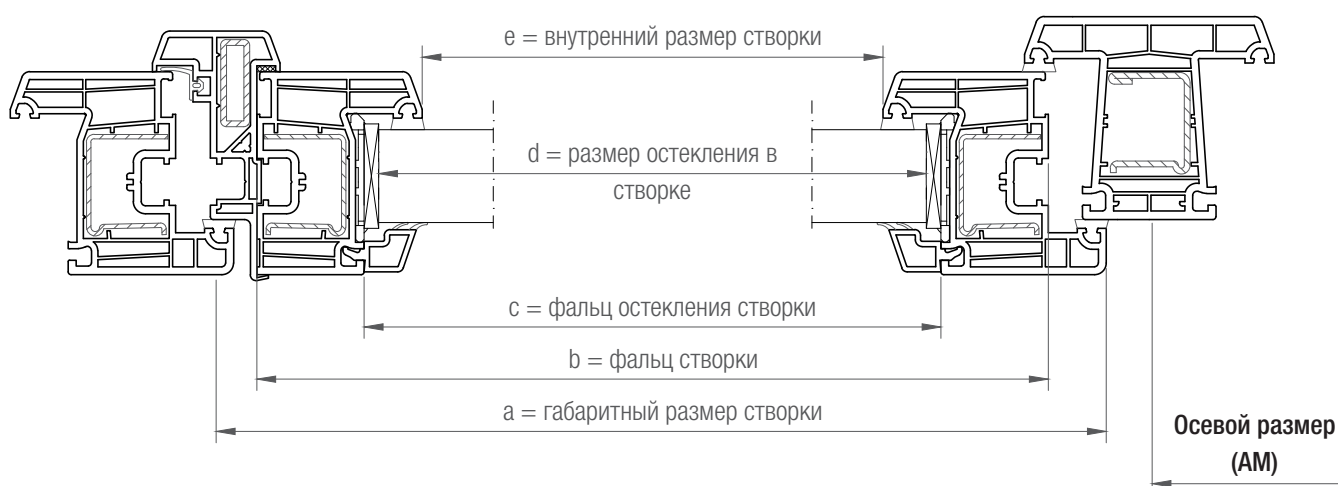 e = внутренний размер створки
d = размер остекления в
створке
c = фальц остекления створки
b = фальц створки
a = габаритный размер створки
Осевой размер
(AM)